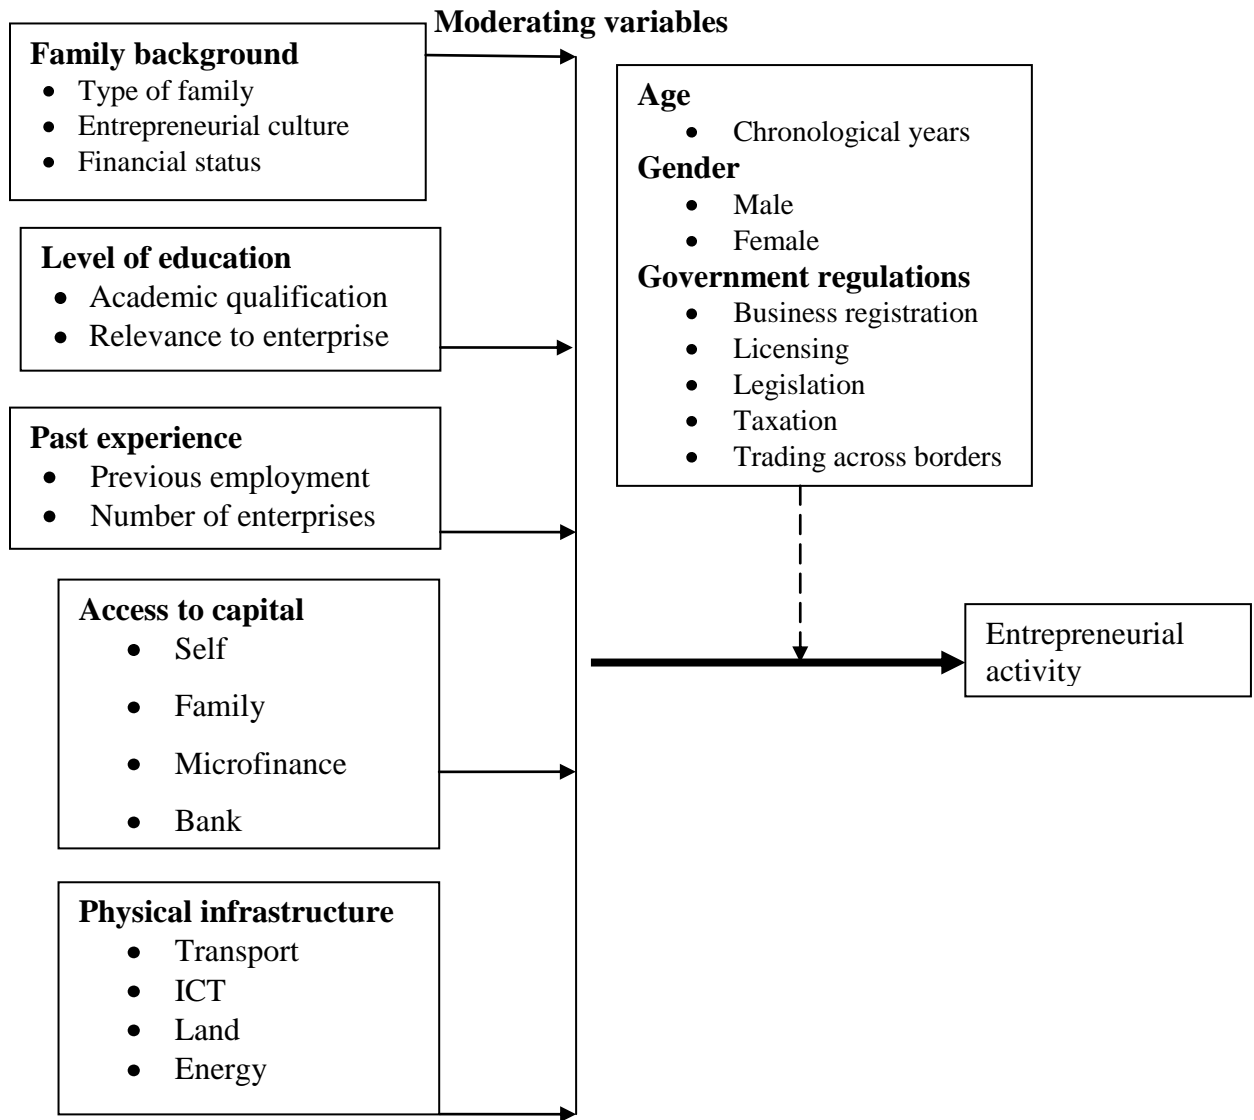 Moderating variables
Family background
• Type of family
• Entrepreneurial culture
• Financial status
Level of education
• Academic qualification
• Relevance to enterprise
Past experience
• Previous employment
• Number of enterprises
Access to capital
• Self
• Family
• Microfinance
• Bank
Physical infrastructure
• Transport
• ICT
• Land
• Energy
Age
• Chronological years
Gender
• Male
• Female
Government regulations
• Business registration
• Licensing
• Legislation
• Taxation
• Trading across borders
Entrepreneurial
activity